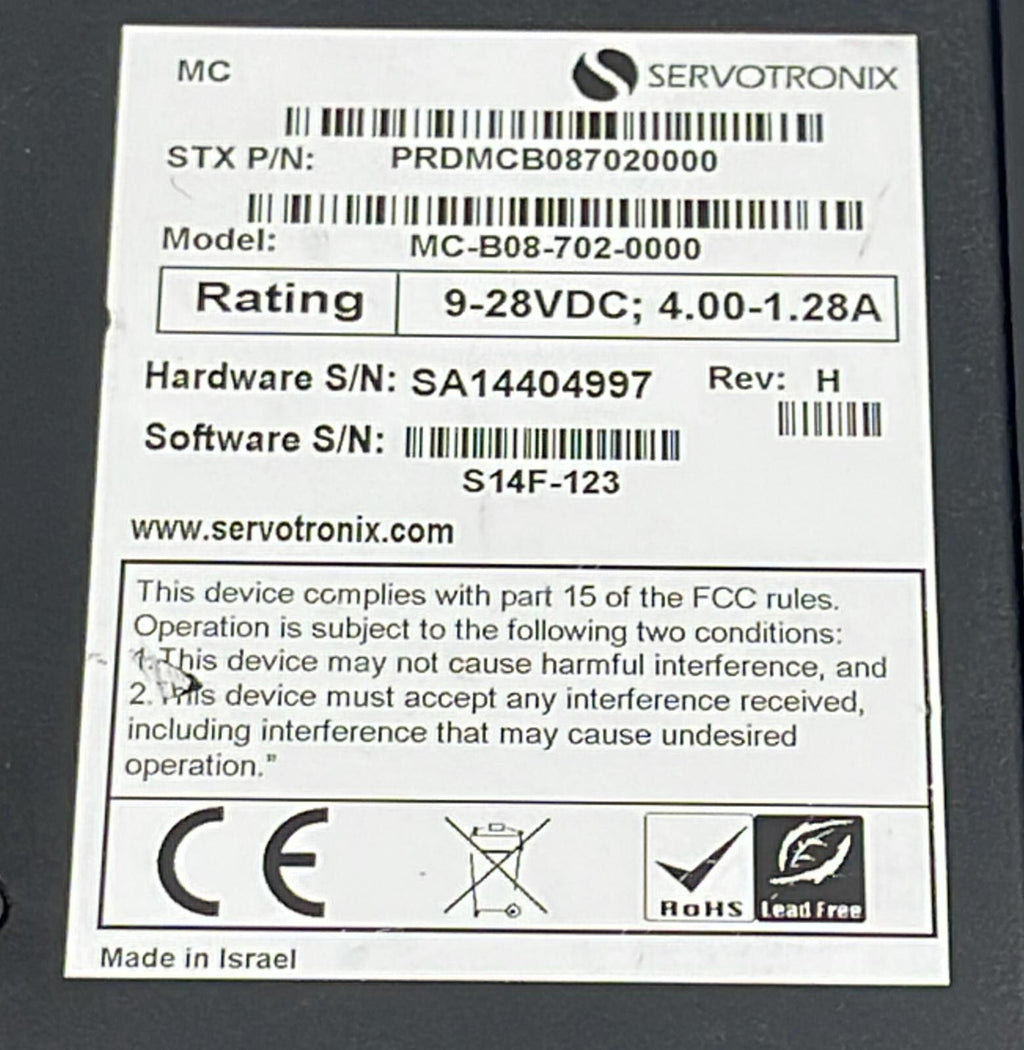 MC
SERVOTRONIX
STX P/N: PRDMCB087020000
Model: MC-B08-702-0000
Rating 9-28VDC; 4.00-1.28A
Hardware S/N: SA14404997 Rev: H
Software S/N:
S14F-123
www.servotronix.com
This device complies with part 15 of the FCC rules.
Operation is subject to the following two conditions:
1. This device may not cause harmful interference, and
2. This device must accept any interference received,
including interference that may cause undesired
operation."
CE
RoHS Lead Free
Made in Israel